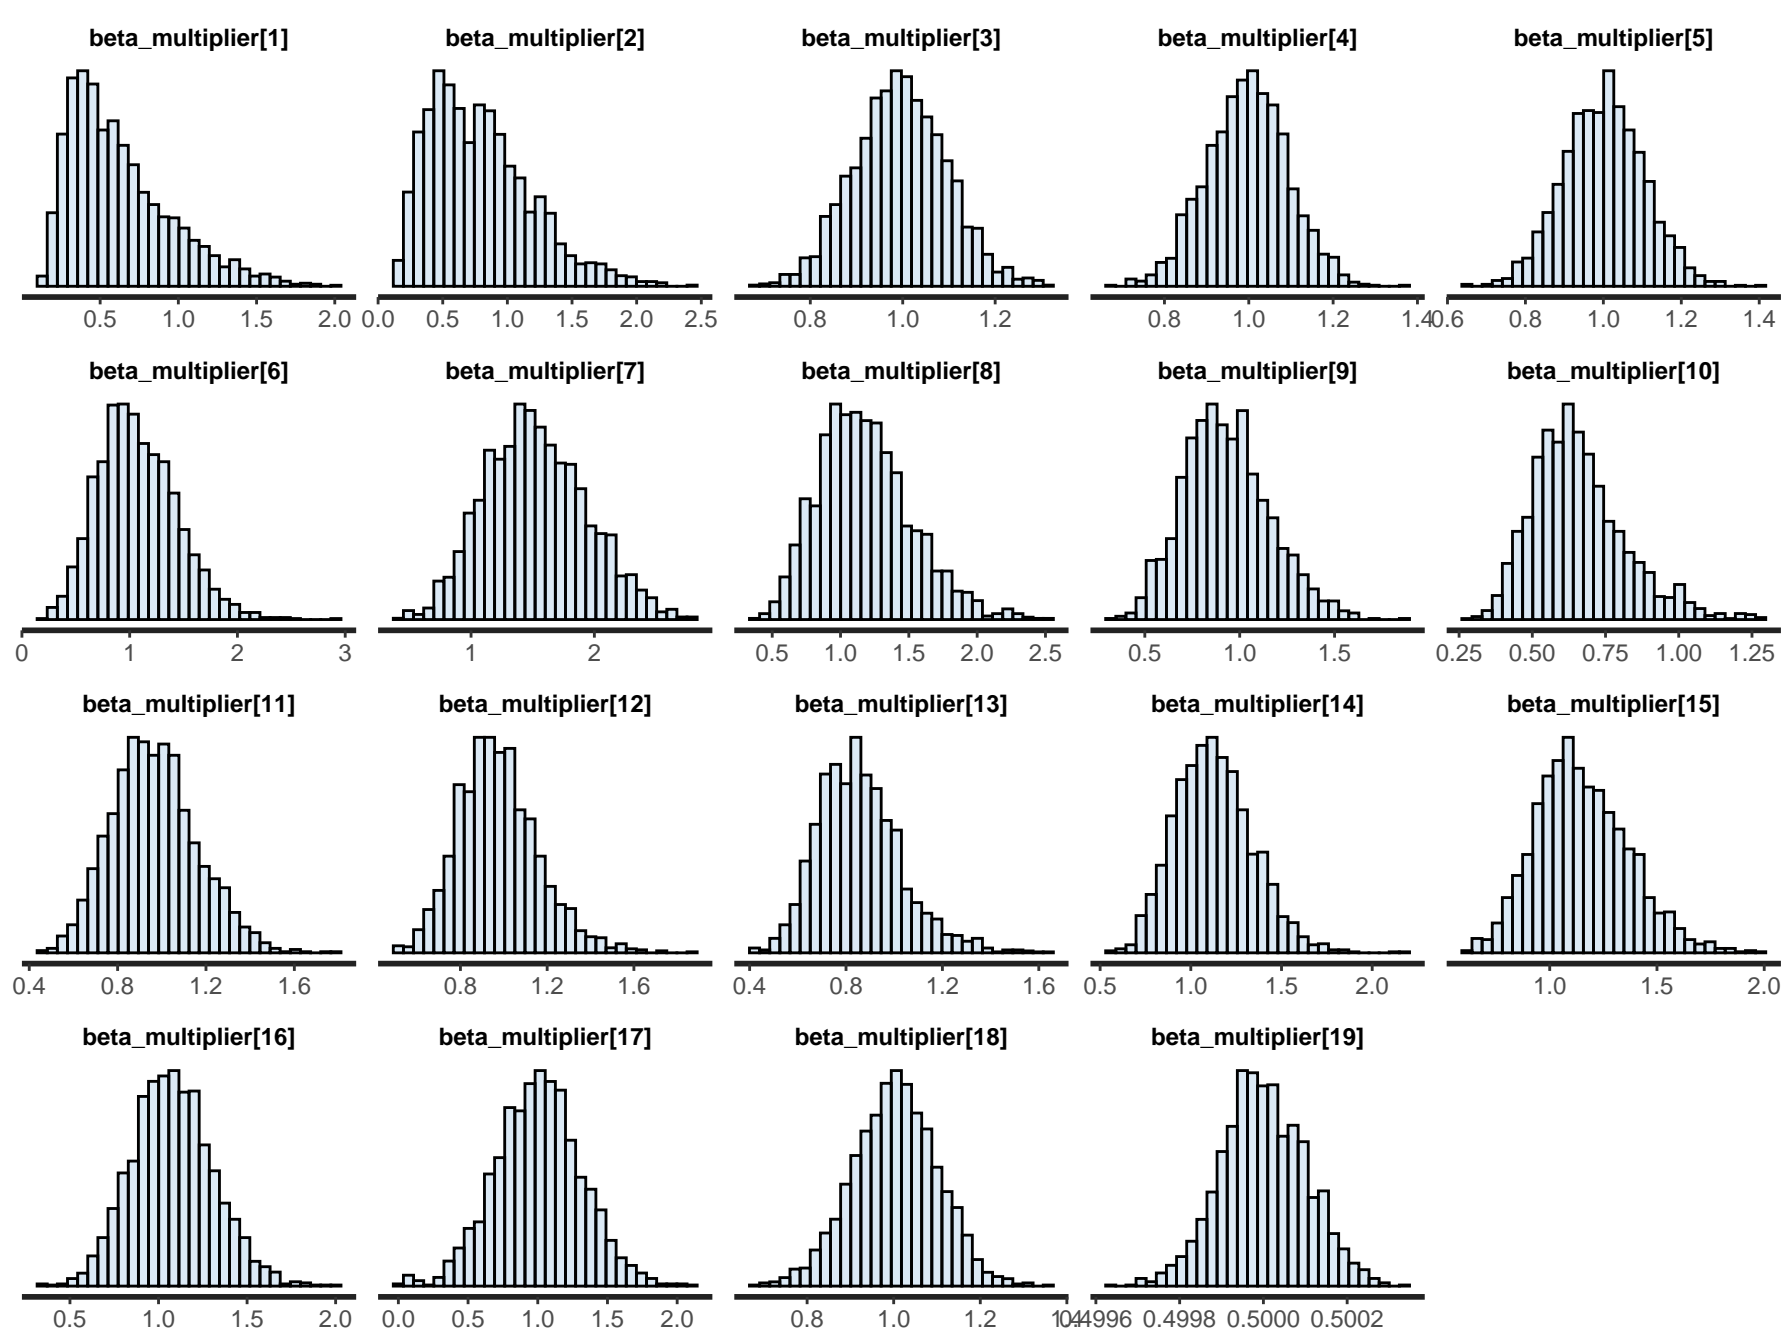 beta_multiplier[1] beta_multiplier[2] beta_multiplier[3] beta_multiplier[4] beta_multiplier[5]
0.5 1.0 1.5 2.0 0.0 0.5 1.0 1.5 2.0 2.5 0.8 1.0 1.2 0.8 1.0 1.2 1.4 0.6 0.8 1.0 1.2 1.4
beta_multiplier[6] beta_multiplier[7] beta_multiplier[8] beta_multiplier[9] beta_multiplier[10]
0 1 2 3 1 2 0.5 1.0 1.5 2.0 2.5 0.5 1.0 1.5 0.25 0.50 0.75 1.00 1.25
beta_multiplier[11] beta_multiplier[12] beta_multiplier[13] beta_multiplier[14] beta_multiplier[15]
0.4 0.8 1.2 1.6 0.8 1.2 1.6 0.4 0.8 1.2 1.6 0.5 1.0 1.5 2.0 1.0 1.5 2.0
beta_multiplier[16] beta_multiplier[17] beta_multiplier[18] beta_multiplier[19]
0.5 1.0 1.5 2.0 0.0 0.5 1.0 1.5 2.0 0.8 1.0 1.2 1.4 0.4996 0.4998 0.5000 0.5002